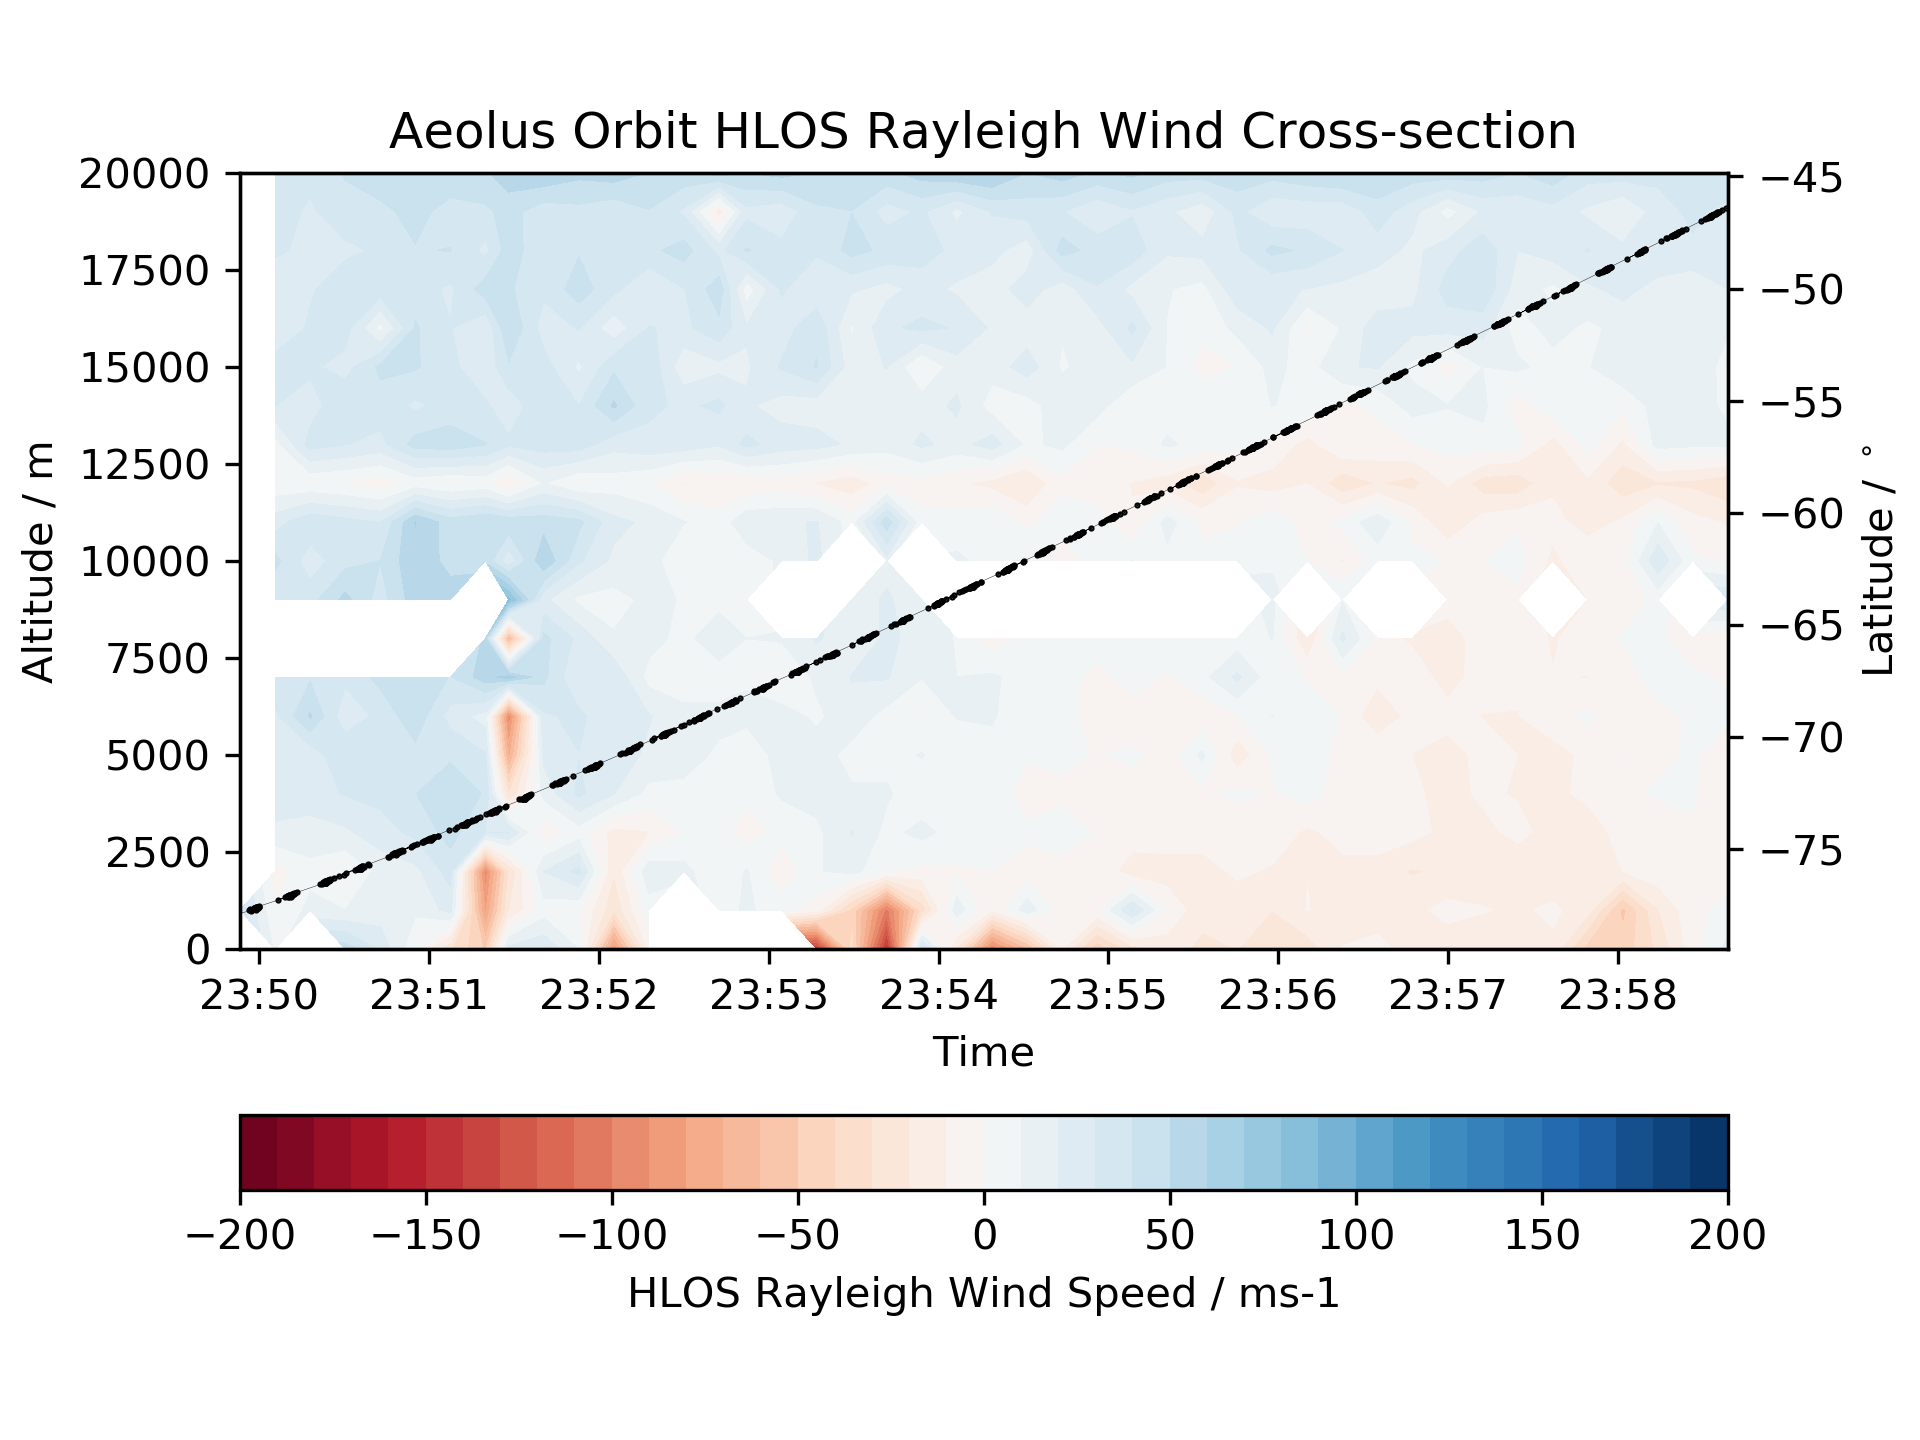 Aeolus Orbit HLOS Rayleigh Wind Cross-section
20000
17500
15000
12500
10000
7500
5000
2500
0
Altitude / m
−45
−50
−55
−60
−65
−70
−75
Latitude / °
23:50 23:51 23:52 23:53 23:54 23:55 23:56 23:57 23:58
Time
−200 −150 −100 −50 0 50 100 150 200
HLOS Rayleigh Wind Speed / ms-1